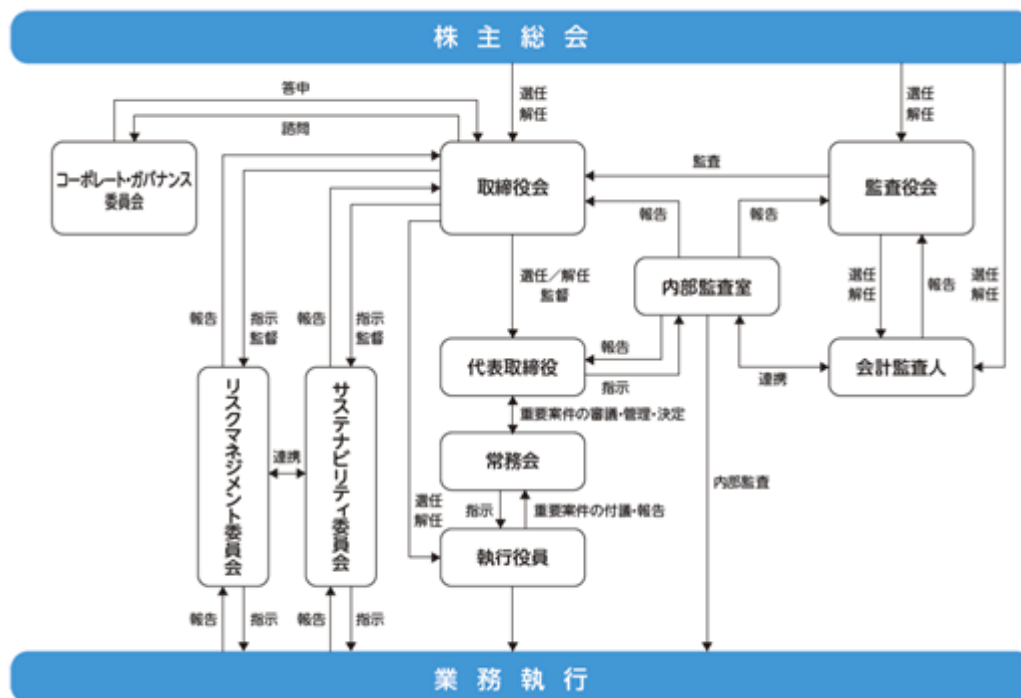 株主総会
答申
諮問
選任
解任
選任
解任
コーポレート・ガバナンス
委員会
取締役会
監査
監査役会
報告
報告
選任／解任
監督
内部監査室
選任
解任
報告
選任
解任
報告
指示
監督
報告
指示
監督
代表取締役
報告
指示
連携
会計監査人
重要案件の審議・管理・決定
リスクマネジメント委員会
連携
サステナビリティ委員会
常務会
選任
解任
指示
重要案件の付議・報告
内部監査
執行役員
報告
指示
報告
指示
業務執行